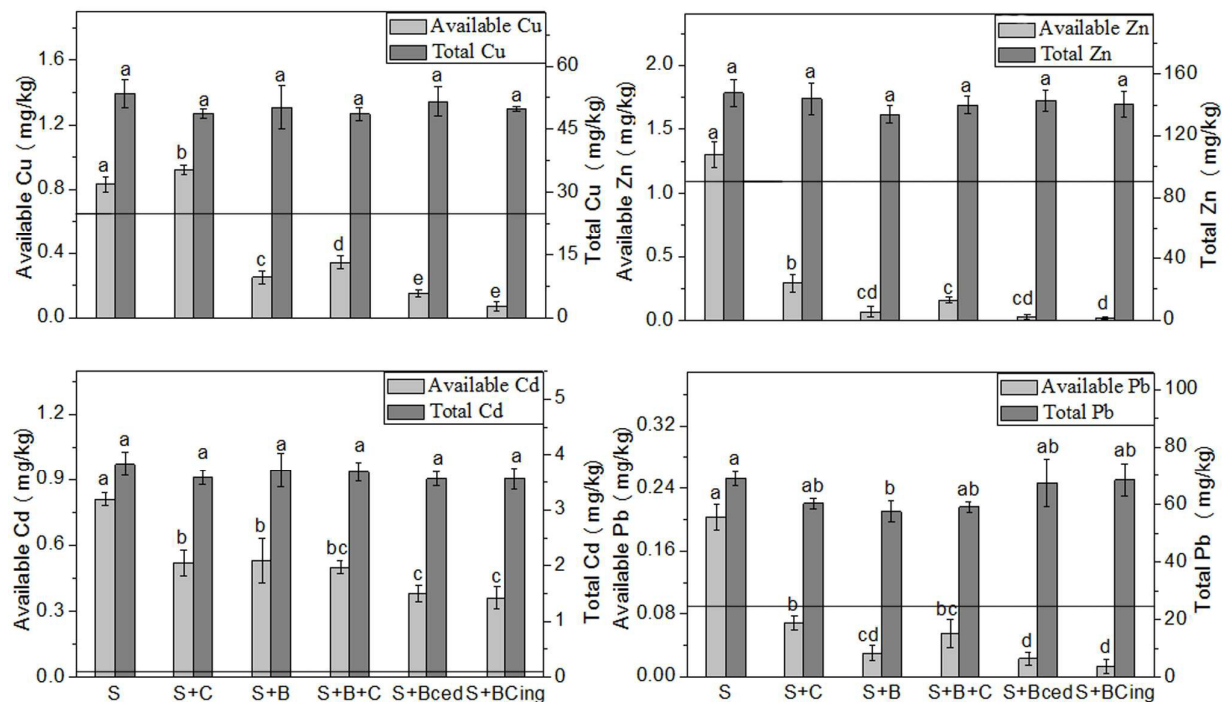 Available Cu
Total Cu
Available Cu ( mg/kg)
1.6
1.2
0.8
0.4
0.0
a
a
b
a
c
a
d
a
e
a
e
a
60
45
30
15
0
Total Cu ( mg/kg)
Available Zn
Total Zn
Available Zn ( mg/kg)
2.0
1.5
1.0
0.5
0.0
a
a
b
a
cd
a
c
a
cd
a
d
a
160
120
80
40
0
Total Zn ( mg/kg)
Available Cd
Total Cd
Available Cd ( mg/kg)
1.2
0.9
0.6
0.3
0.0
a
a
b
a
b
a
bc
a
c
a
c
a
5
4
3
2
1
0
Total Cd ( mg/kg)
S
S+C
S+B
S+B+C
S+Bced
S+BCing
Available Pb
Total Pb
Available Pb ( mg/kg)
0.32
0.24
0.16
0.08
0.00
a
a
b
ab
cd
b
bc
ab
d
ab
d
ab
100
80
60
40
20
0
Total Pb ( mg/kg)
S
S+C
S+B
S+B+C
S+Bced
S+BCing